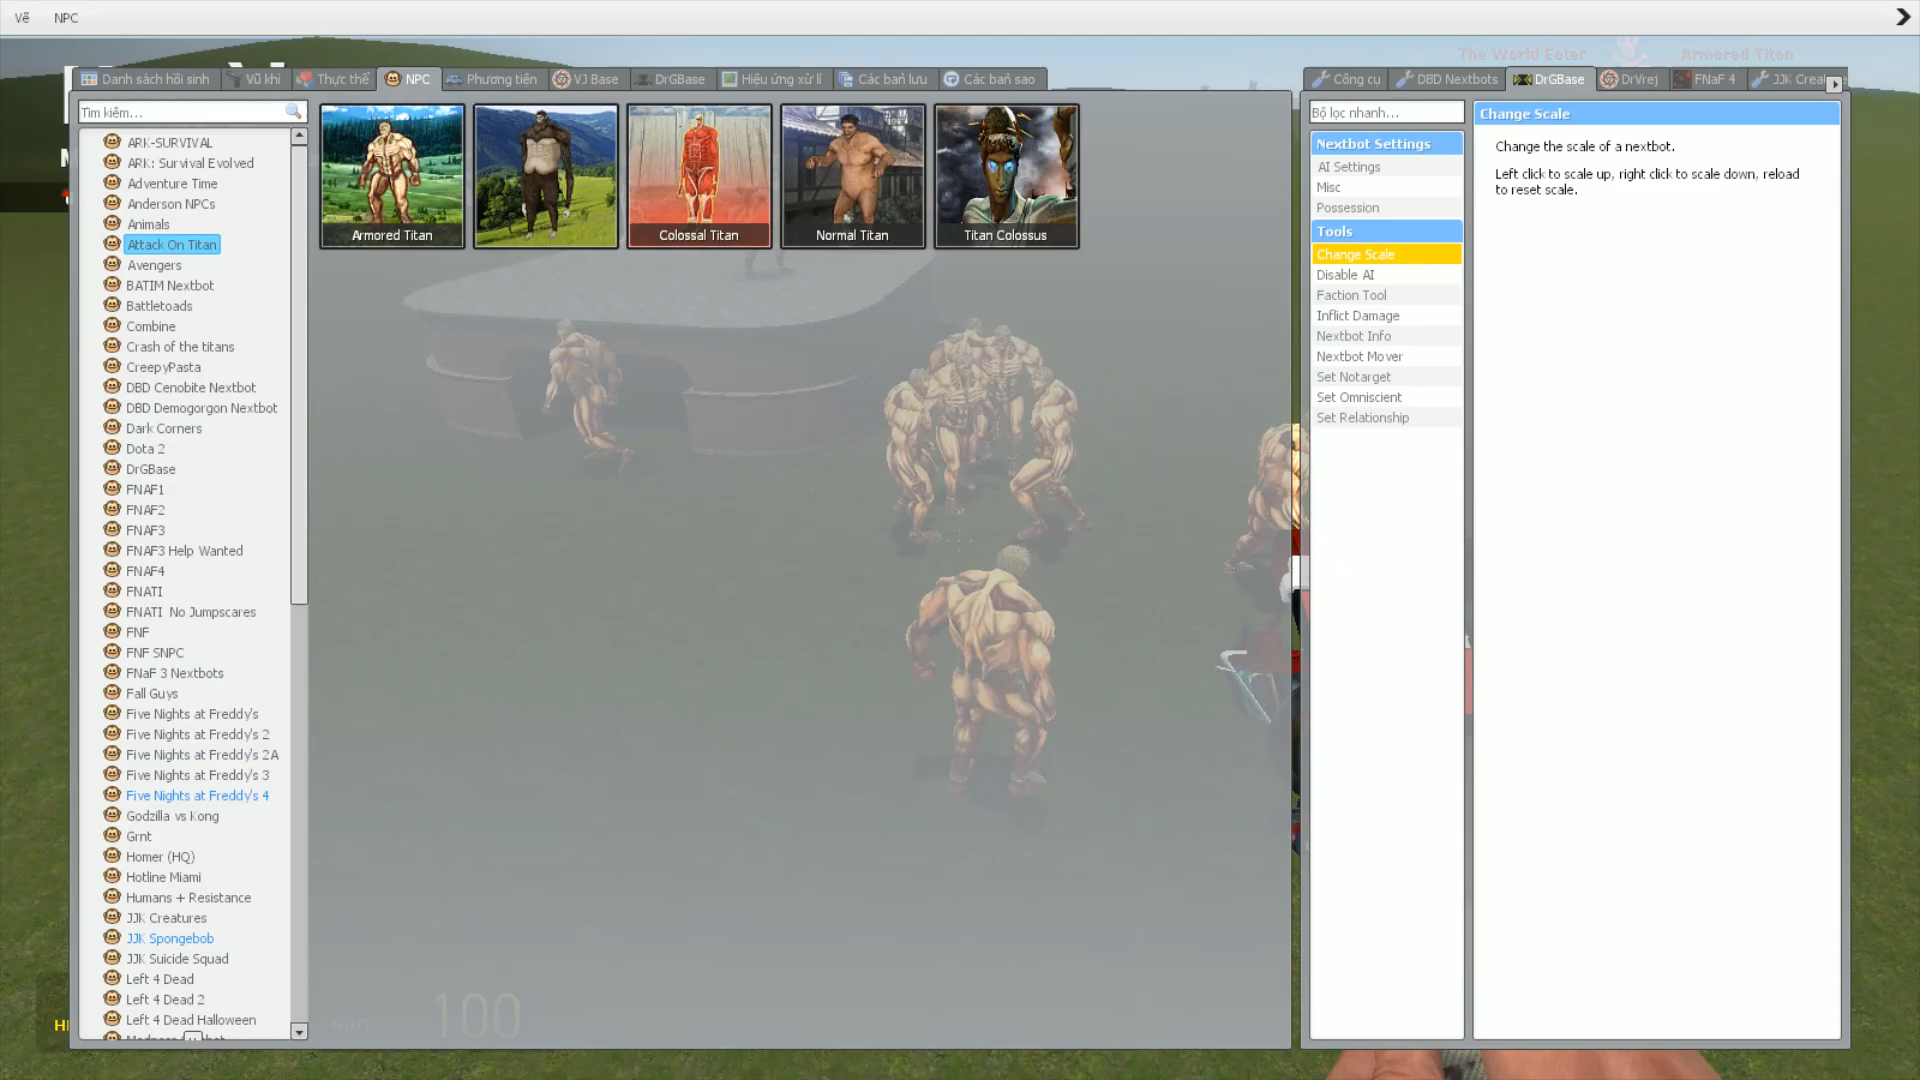 Vẽ NPC
The World Eater Armored Titan
Danh sách hồi sinh Vũ khí Thực thể NPC Phương tiện VJ Base DrGBase Hiệu ứng xử lí Các bản lưu Các bản sao
Công cụ DBD Nextbots DrGBase DrVrej FNaF 4 JJK Crea
Tìm kiếm...
ARK-SURVIVAL
ARK: Survival Evolved
Adventure Time
Anderson NPCs
Animals
Attack On Titan
Avengers
BATIM Nextbot
Battletoads
Combine
Crash of the titans
CreepyPasta
DBD Cenobite Nextbot
DBD Demogorgon Nextbot
Dark Corners
Dota 2
DrGBase
FNAF1
FNAF2
FNAF3
FNAF3 Help Wanted
FNAF4
FNATI
FNATI No Jumpscares
FNF
FNF SNPC
FNaF 3 Nextbots
Fall Guys
Five Nights at Freddy's
Five Nights at Freddy's 2
Five Nights at Freddy's 2A
Five Nights at Freddy's 3
Five Nights at Freddy's 4
Godzilla vs Kong
Grnt
Homer (HQ)
Hotline Miami
Humans + Resistance
JJK Creatures
JJK Spongebob
JJK Suicide Squad
Left 4 Dead
Left 4 Dead 2
Left 4 Dead Halloween
Armored Titan
Colossal Titan
Normal Titan
Titan Colossus
100
Bộ lọc nhanh...
Nextbot Settings
AI Settings
Misc
Possession
Tools
Change Scale
Disable AI
Faction Tool
Inflict Damage
Nextbot Info
Nextbot Mover
Set Notarget
Set Omniscient
Set Relationship
Change Scale
Change the scale of a nextbot.
Left click to scale up, right click to scale down, reload
to reset scale.